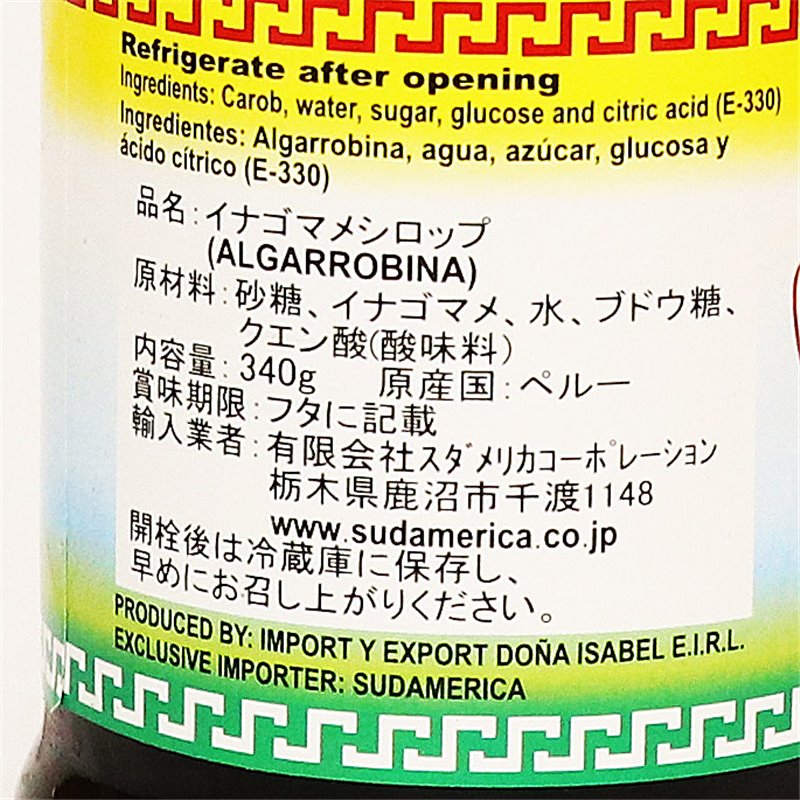 Refrigerate after opening
Ingredients: Carob, water, sugar, glucose and citric acid (E-330)
Ingredientes: Algarrobina, agua, azúcar, glucosa y
ácido cítrico (E-330)
品名:イナゴマメシロップ
(ALGARROBINA)
原材料:砂糖、イナゴマメ、水、ブドウ糖、
クエン酸(酸味料)
内容量:340g 原産国:ペルー
賞味期限:フタに記載
輸入業者:有限会社スダメリカコーポレーション
栃木県鹿沼市千渡1148
www.sudamerica.co.jp
開栓後は冷蔵庫に保存し、
早めにお召し上がりください。
PRODUCED BY: IMPORT Y EXPORT DOÑA ISABEL E.I.R.L.
EXCLUSIVE IMPORTER: SUDAMERICA